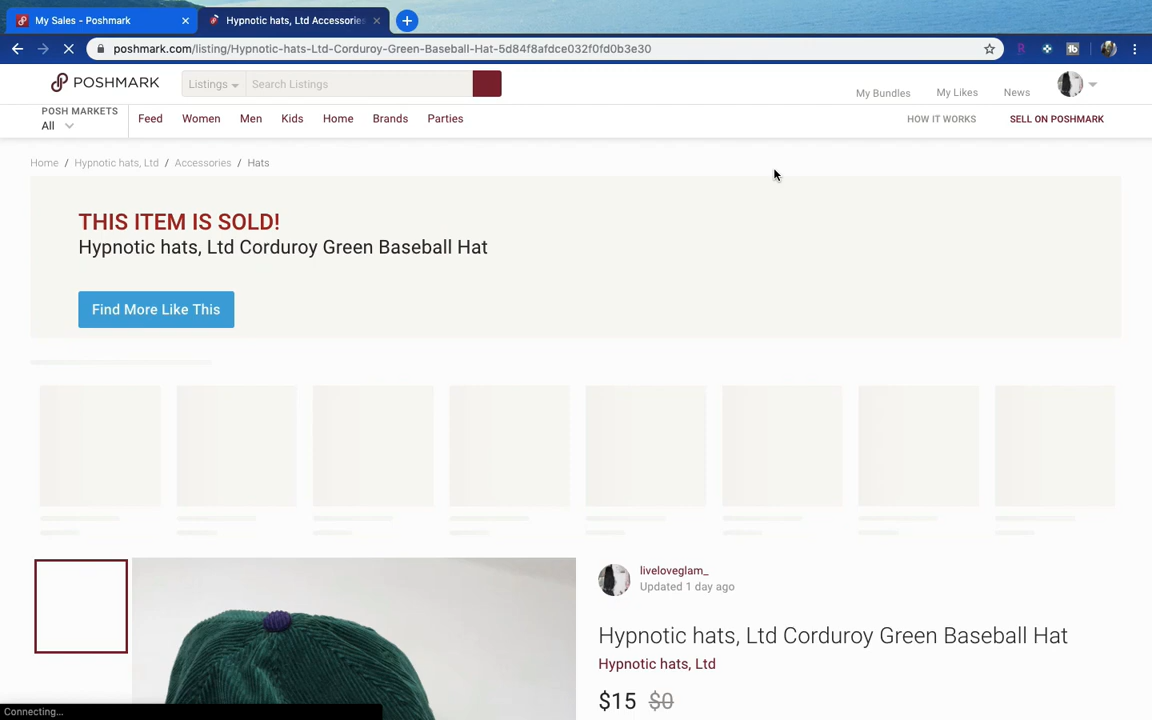 My Sales - Poshmark
Hypnotic hats, Ltd Accessories
poshmark.com/listing/Hypnotic-hats-Ltd-Corduroy-Green-Baseball-Hat-5d84f8afdce032f0fd0b3e30
POSHMARK
Listings
Search Listings
My Bundles
My Likes
News
POSH MARKETS
All
Feed
Women
Men
Kids
Home
Brands
Parties
HOW IT WORKS
SELL ON POSHMARK
Home / Hypnotic hats, Ltd / Accessories / Hats
THIS ITEM IS SOLD!
Hypnotic hats, Ltd Corduroy Green Baseball Hat
Find More Like This
liveloveglam_
Updated 1 day ago
Hypnotic hats, Ltd Corduroy Green Baseball Hat
Hypnotic hats, Ltd
$15 $0
Connecting...